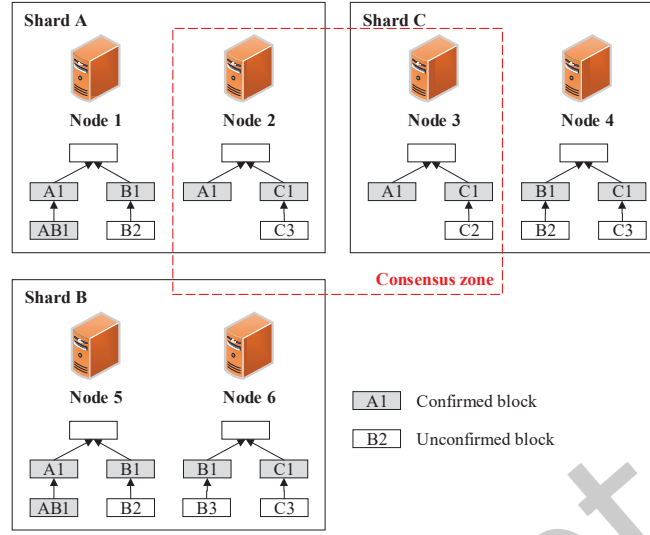 Shard A
Shard C
Node 1
Node 2
Node 3
Node 4
A1
B1
A1
C1
A1
C1
B1
C1
AB1
B2
C3
C2
B2
C3
Consensus zone
Shard B
Node 5
Node 6
A1
Confirmed block
B2
Unconfirmed block
A1
B1
B1
C1
AB1
B2
B3
C3